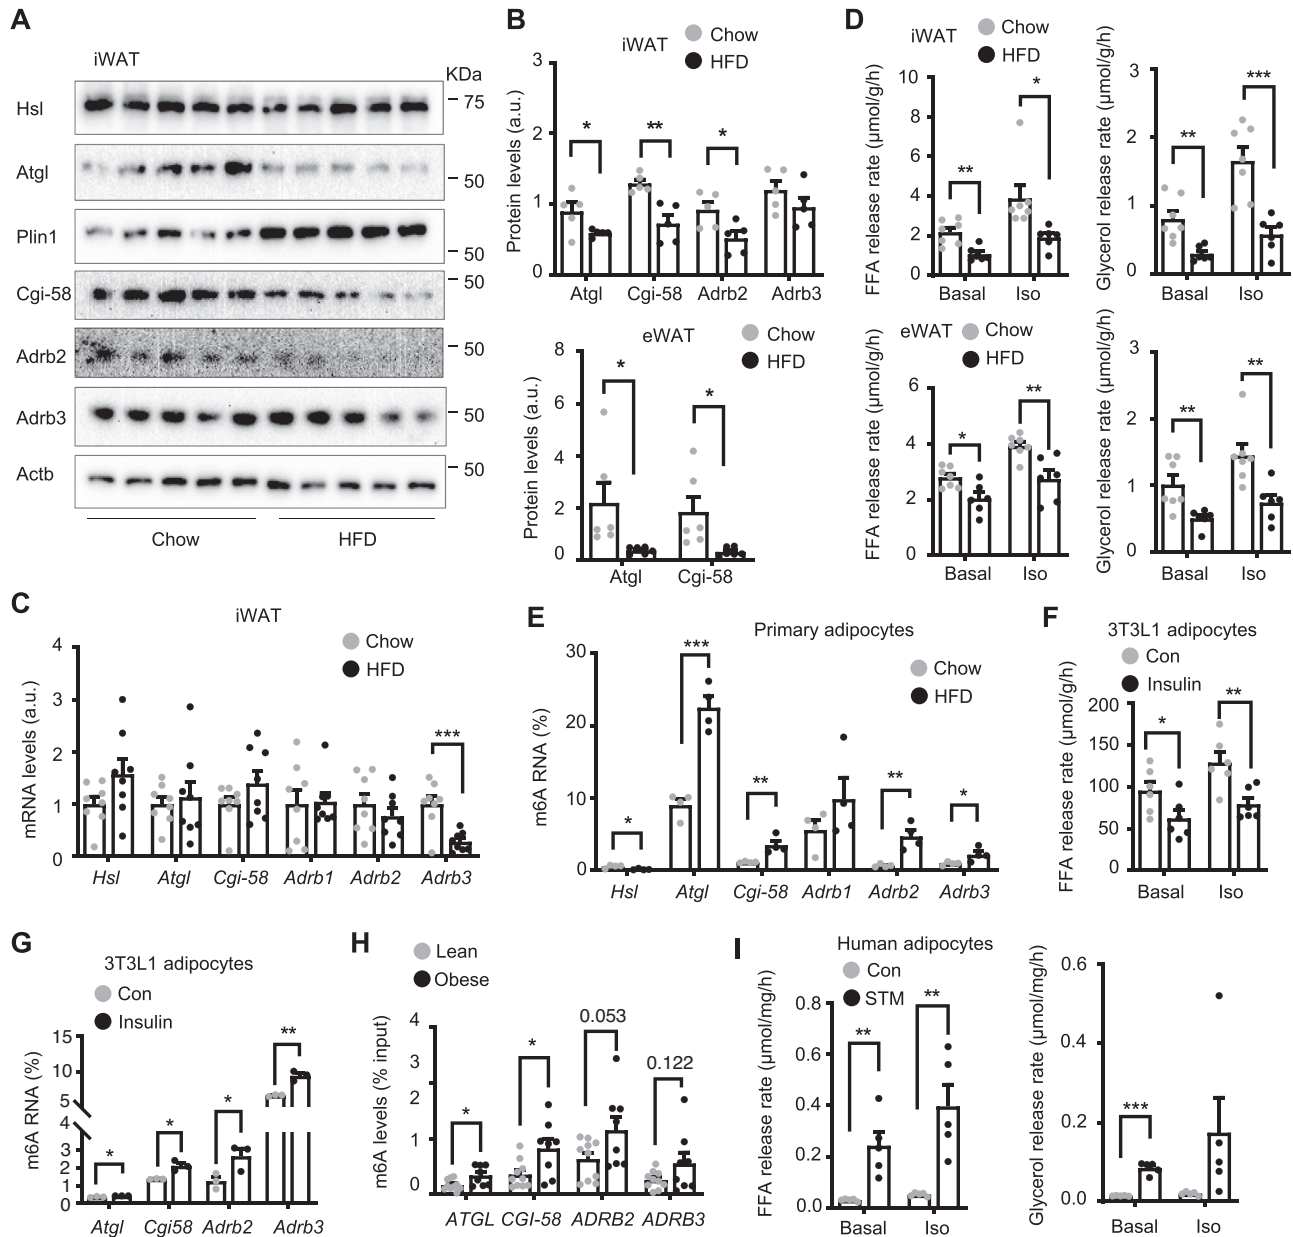 A
iWAT
KDa
Hsl
75
Atgl
50
Plin1
50
Cgi-58
50
Adrb2
50
Adrb3
50
Actb
50
Chow
HFD
B
iWAT
Chow
HFD
Protein levels (a.u.)
3
2
1
0
*
**
*
Atgl
Cgi-58
Adrb2
Adrb3
eWAT
Chow
HFD
Protein levels (a.u.)
8
6
4
2
0
*
*
Atgl
Cgi-58
C
iWAT
Chow
HFD
mRNA levels (a.u.)
4
3
2
1
0
***
Hsl
Atgl
Cgi-58
Adrb1
Adrb2
Adrb3
D
iWAT
Chow
HFD
FFA release rate (μmol/g/h)
10
8
6
4
2
0
**
*
Basal
Iso
Glycerol release rate (μmol/g/h)
3
2
1
0
**
***
Basal
Iso
eWAT
Chow
HFD
FFA release rate (μmol/g/h)
6
4
2
0
*
**
Basal
Iso
Glycerol release rate (μmol/g/h)
3
2
1
0
**
**
Basal
Iso
E
Primary adipocytes
Chow
HFD
m6A RNA (%)
30
20
10
0
*
***
**
**
*
Hsl
Atgl
Cgi-58
Adrb1
Adrb2
Adrb3
F
3T3L1 adipocytes
Con
Insulin
FFA release rate (μmol/g/h)
200
150
100
50
0
*
**
Basal
Iso
G
3T3L1 adipocytes
Con
Insulin
m6A RNA (%)
15
10
5
4
3
2
1
0
*
*
*
**
Atgl
Cgi58
Adrb2
Adrb3
H
Lean
Obese
m6A levels (% input)
4
3
2
1
0
*
*
0.053
0.122
ATGL
CGI-58
ADRB2
ADRB3
I
Human adipocytes
Con
STM
FFA release rate (μmol/mg/h)
0.8
0.6
0.4
0.2
0.0
**
**
Basal
Iso
Glycerol release rate (μmol/mg/h)
0.6
0.4
0.2
0.0
***
Basal
Iso